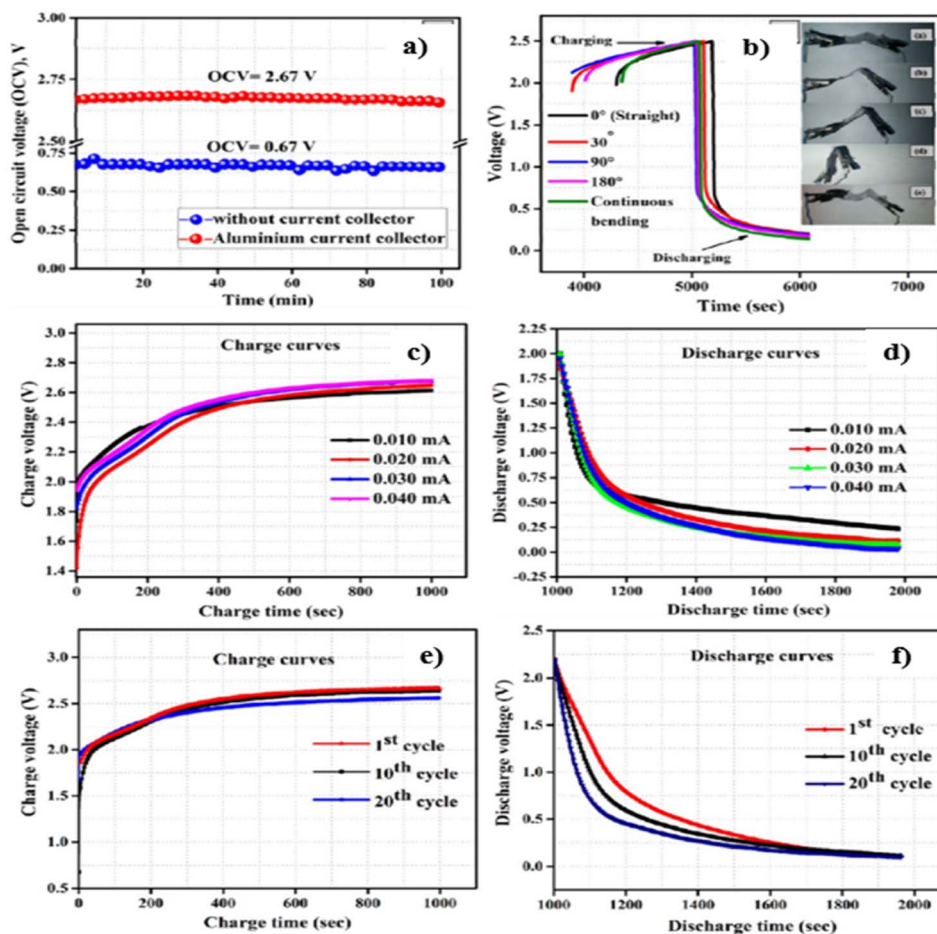 a)
Open circuit voltage (OCV), V
2.75
2.50
0.75
0.50
0.25
0.00
OCV= 2.67 V
OCV= 0.67 V
without current collector
Aluminium current collector
20 40 60 80 100
Time (min)
b)
Voltage (V)
2.5
2.0
1.5
1.0
0.5
0.0
Charging
0° (Straight)
30°
90°
180°
Continuous
bending
Discharging
(a)
(b)
(c)
(d)
(e)
4000 5000 6000 7000
Time (sec)
c)
Charge curves
Charge voltage (V)
3.0
2.8
2.6
2.4
2.2
2.0
1.8
1.6
1.4
0.010 mA
0.020 mA
0.030 mA
0.040 mA
0 200 400 600 800 1000
Charge time (sec)
d)
Discharge curves
Discharge voltage (V)
2.25
2.00
1.75
1.50
1.25
1.00
0.75
0.50
0.25
0.00
-0.25
0.010 mA
0.020 mA
0.030 mA
0.040 mA
1000 1200 1400 1600 1800 2000
Discharge time (sec)
e)
Charge curves
Charge voltage (V)
3.0
2.5
2.0
1.5
1.0
0.5
1st cycle
10th cycle
20th cycle
0 200 400 600 800 1000
Charge time (sec)
f)
Discharge curves
Discharge voltage (V)
2.5
2.0
1.5
1.0
0.5
0.0
1st cycle
10th cycle
20th cycle
1000 1200 1400 1600 1800 2000
Discharge time (sec)